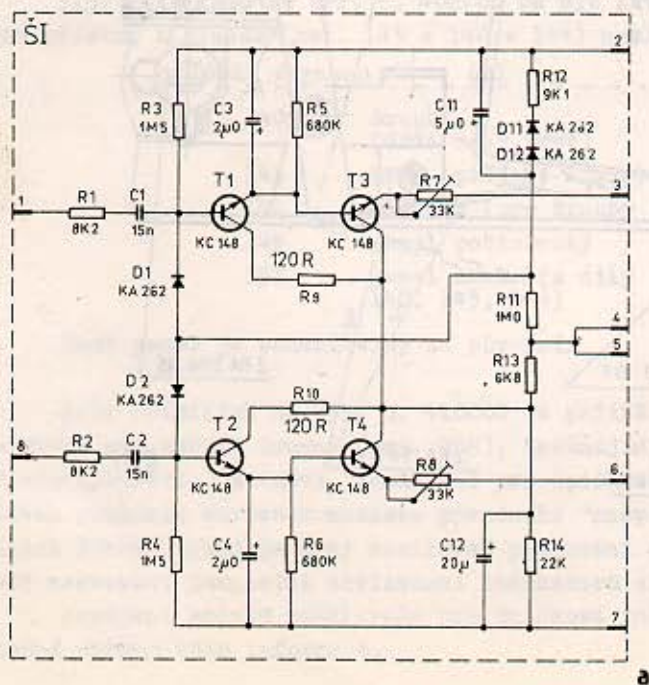 ŠÍ
2
R12
9K1
R3
1M5
C3
2µ0
+
R5
680K
C11
5µ0
+
D11
KA 262
D12
KA 262
T1
T3
R7
33K
3
1
R1
8K2
C1
15n
KC 148
KC 148
120R
R9
D1
KA 262
R11
1M0
4
5
R13
6K8
D2
KA262
R10
120R
T2
T4
8
R2
8K2
C2
15n
KC 148
KC 148
R8
33K
6
R4
1M5
C4
2µ0
+
R6
680K
C12
20µ
R14
22K
7
a